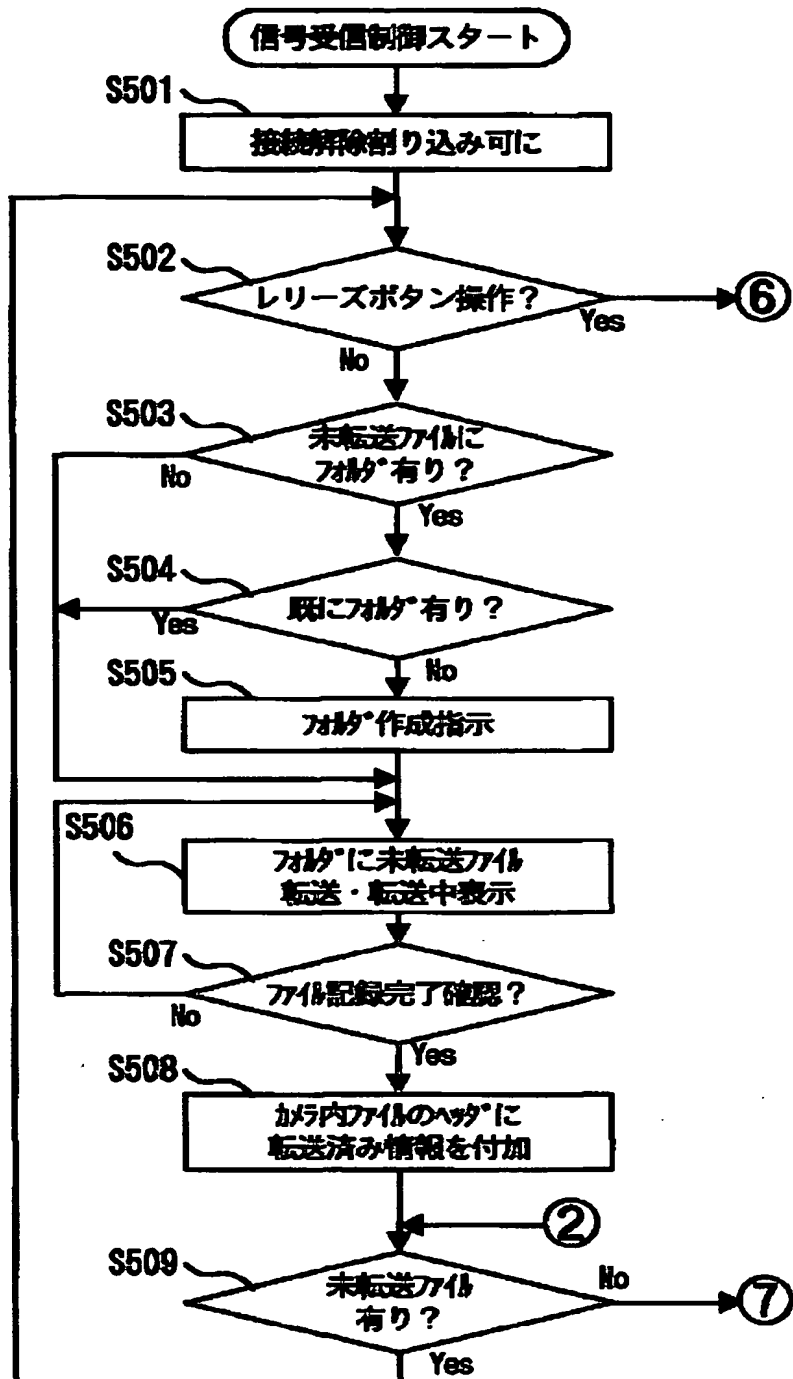 信号受信制御スタート
S501
接続解除割り込み可に
S502
レリーズボタン操作?
Yes
⑥
No
S503
未転送ファイルに
フォルダ有り?
No
Yes
S504
既にフォルダ有り?
Yes
No
S505
フォルダ作成指示
S506
フォルダに未転送ファイル
転送・転送中表示
S507
ファイル記録完了確認?
No
Yes
S508
カメラ内ファイルのヘッダに
転送済み情報を付加
②
S509
未転送ファイル
有り?
No
⑦
Yes